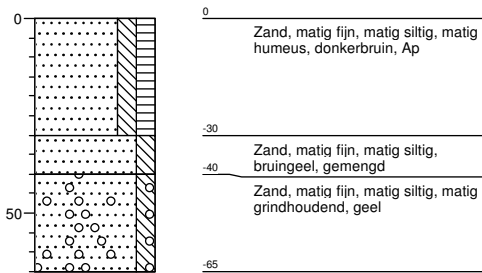 0
0
Zand, matig fijn, matig siltig, matig
humeus, donkerbruin, Ap
-30
Zand, matig fijn, matig siltig,
bruingeel, gemengd
-40
Zand, matig fijn, matig siltig, matig
grindhoudend, geel
50
-65